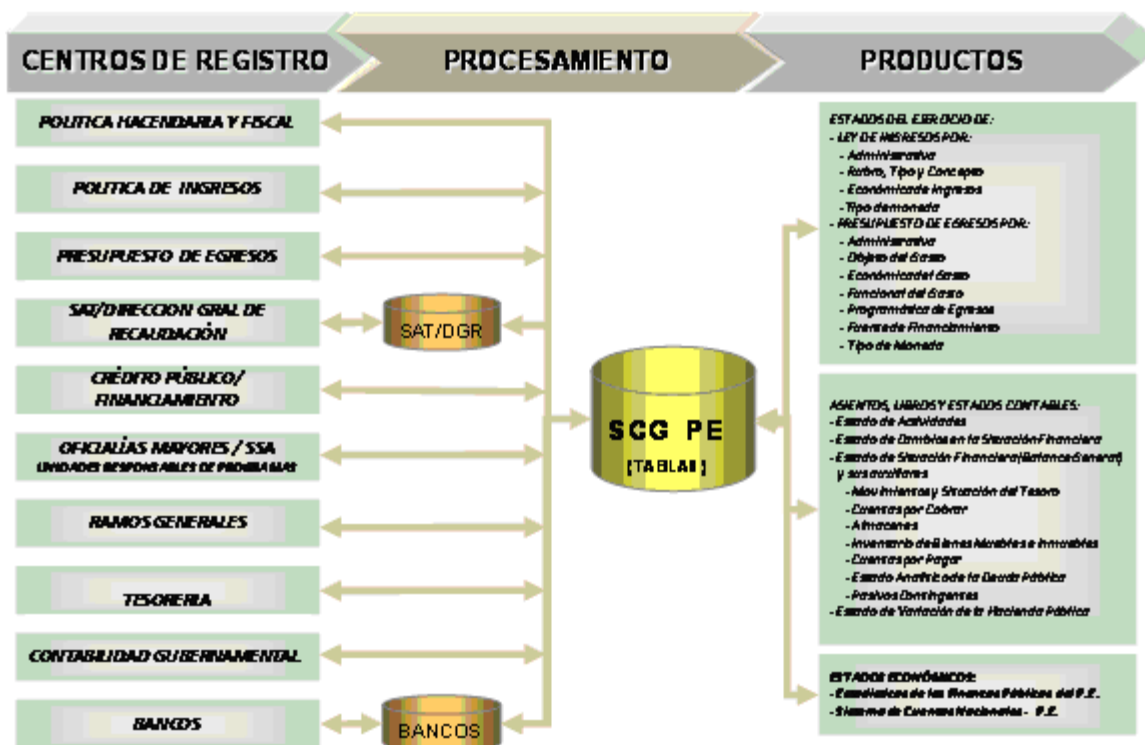 CENTROS DE REGISTRO
PROCESAMIENTO
PRODUCTOS
POLITICA HACENDARIA Y FISCAL
POLITICA DE INGRESOS
PRESUPUESTO DE EGRESOS
SAT/DIRECCION GRAL DE
RECAUDACIÓN
CRÉDITO PÚBLICO/
FINANCIAMIENTO
OFICIALÍAS MAYORES / SSA
UNIDADES RESPONSABLES DE PROGRAMAS
RAMOS GENERALES
TESORERIA
CONTABILIDAD GUBERNAMENTAL
BANCOS
SAT/DGR
BANCOS
SCG PE
(TABLAS)
ESTADOS DEL EJERCICIO DE:
- LEY DE INGRESOS POR:
- Administrativa
- Rubro, Tipo y Concepto
- Económica de Ingresos
- Tipo de moneda
- PRESUPUESTO DE EGRESOS POR:
- Administrativa
- Objeto del Gasto
- Económica del Gasto
- Funcional del Gasto
- Programática de Egresos
- Fuente de Financiamiento
- Tipo de Moneda
ASIENTOS, LIBROS Y ESTADOS CONTABLES:
- Estado de Actividades
- Estado de Cambios en la Situación Financiera
- Estado de Situación Financiera (Balance General)
y sus auxiliares
- Movimientos y Situación del Tesoro
- Cuentas por Cobrar
- Almacenes
- Inventario de Bienes Muebles e Inmuebles
- Cuentas por Pagar
- Estado Analítico de la Deuda Pública
- Pasivos Contingentes
- Estado de Variación de la Hacienda Pública
ESTADOS ECONÓMICOS:
- Estadísticas de las Finanzas Públicas del P.E.
- Sistema de Cuentas Nacionales - P.E.